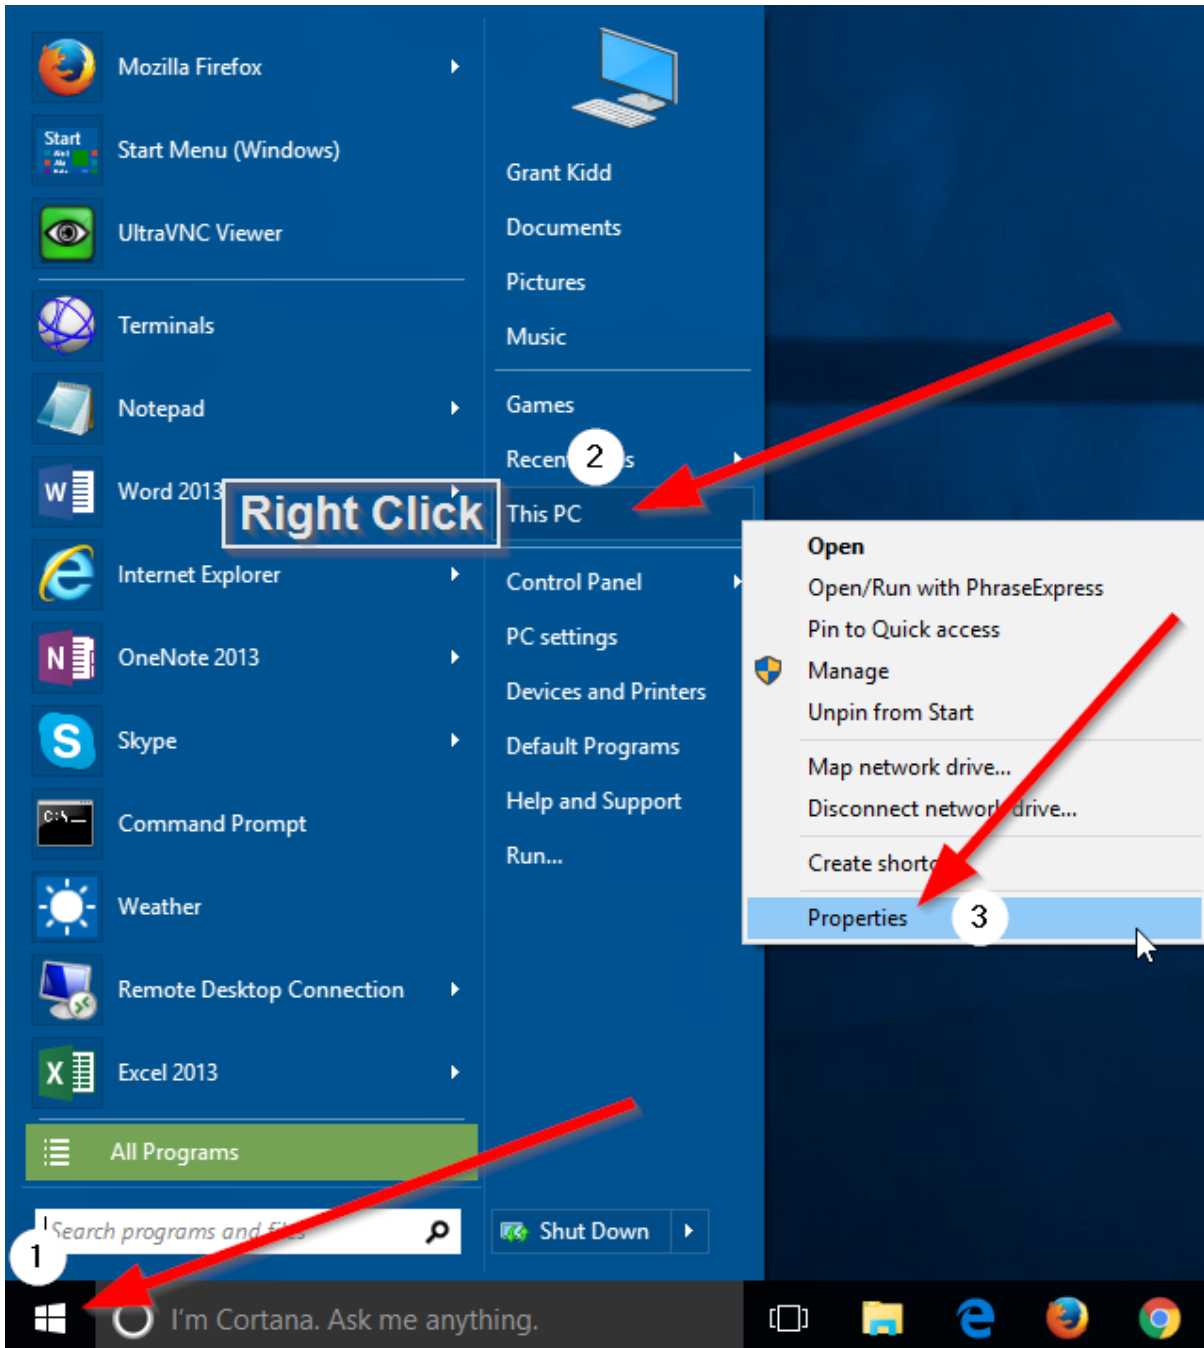 Mozilla Firefox
Start
Start Menu (Windows)
UltraVNC Viewer
Terminals
Notepad
Word 2013
Right Click
Internet Explorer
OneNote 2013
Skype
C:\
Command Prompt
Weather
Remote Desktop Connection
Excel 2013
All Programs
Search programs and files
1
Grant Kidd
Documents
Pictures
Music
Games
Recent
2
This PC
Control Panel
PC settings
Devices and Printers
Default Programs
Help and Support
Run...
Shut Down
Open
Open/Run with PhraseExpress
Pin to Quick access
Manage
Unpin from Start
Map network drive...
Disconnect network drive...
Create
Properties
3
I'm Cortana. Ask me anything.